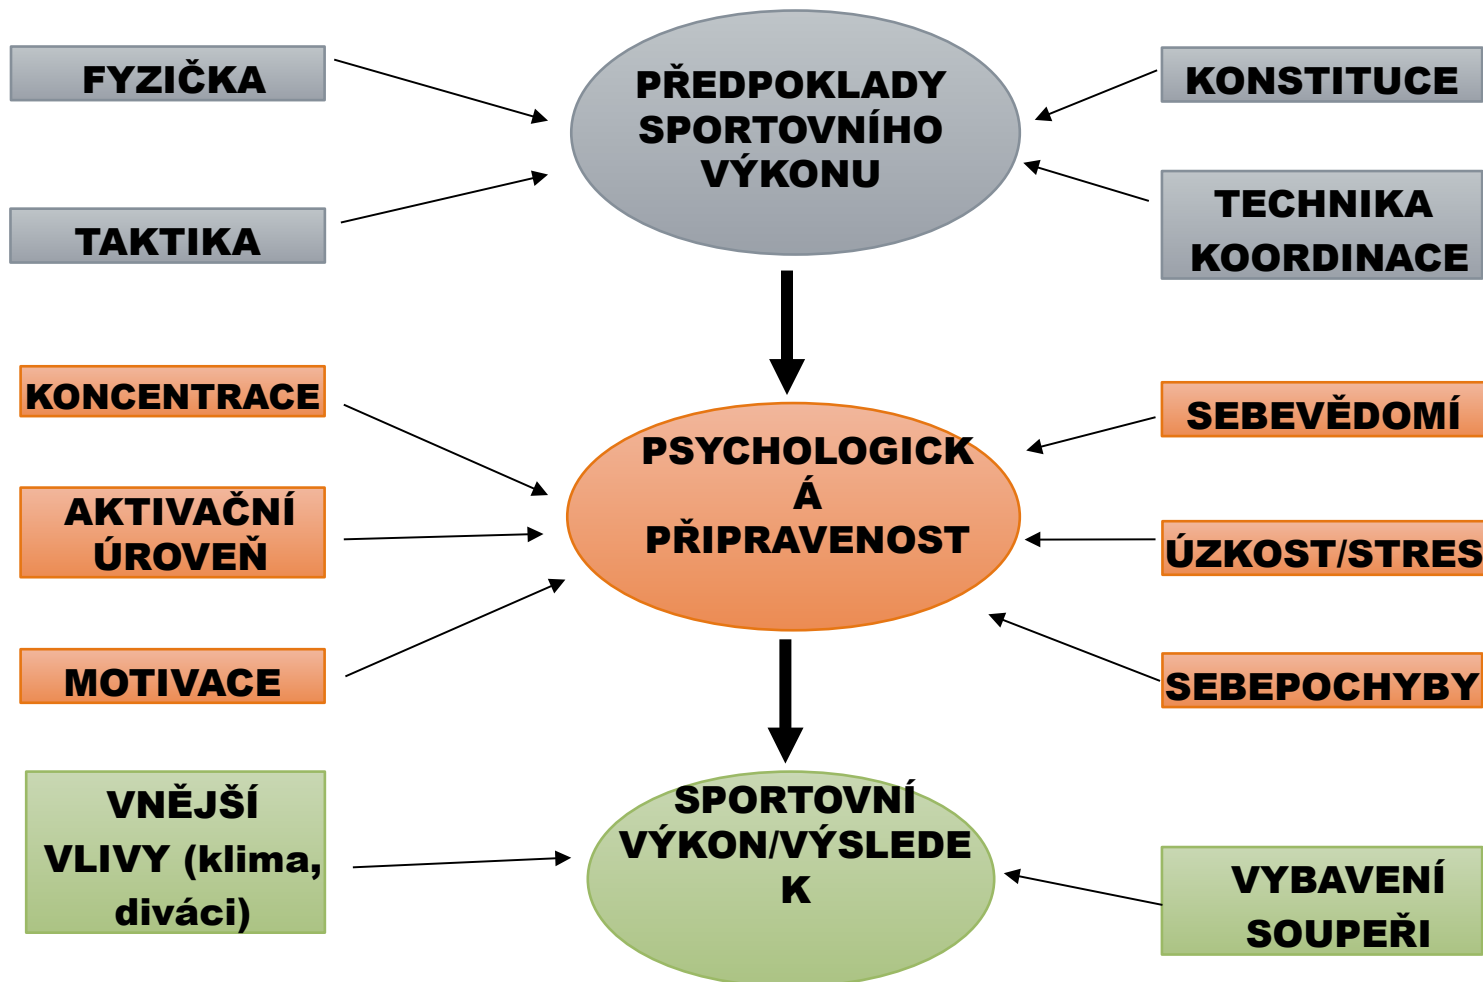 FYZIČKA
PŘEDPOKLADY
SPORTOVNÍHO
VÝKONU
KONSTITUCE
TAKTIKA
TECHNIKA
KOORDINACE
KONCENTRACE
AKTIVAČNÍ
ÚROVEŇ
MOTIVACE
PSYCHOLOGICK
Á
PŘIPRAVENOST
SEBEVĚDOMÍ
ÚZKOST/STRES
SEBEPOCHYBY
VNĚJŠÍ
VLIVY (klima,
diváci)
SPORTOVNÍ
VÝKON/VÝSLEDE
K
VYBAVENÍ
SOUPEŘI